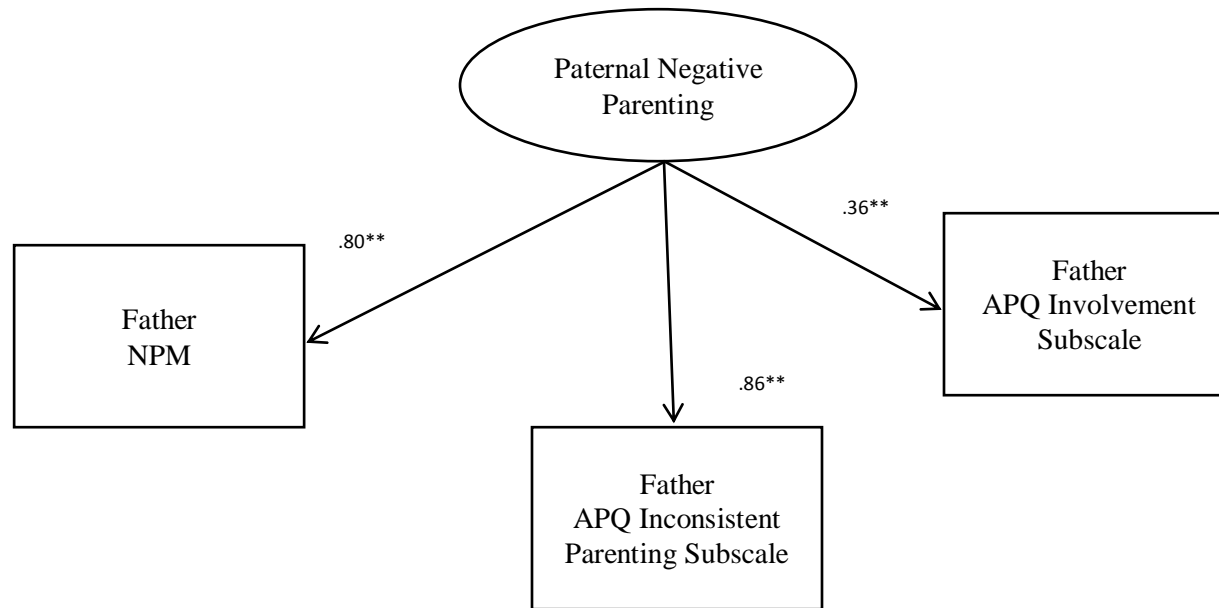 Paternal Negative
Parenting
.80**
.36**
.86**
Father
NPM
Father
APQ Inconsistent
Parenting Subscale
Father
APQ Involvement
Subscale